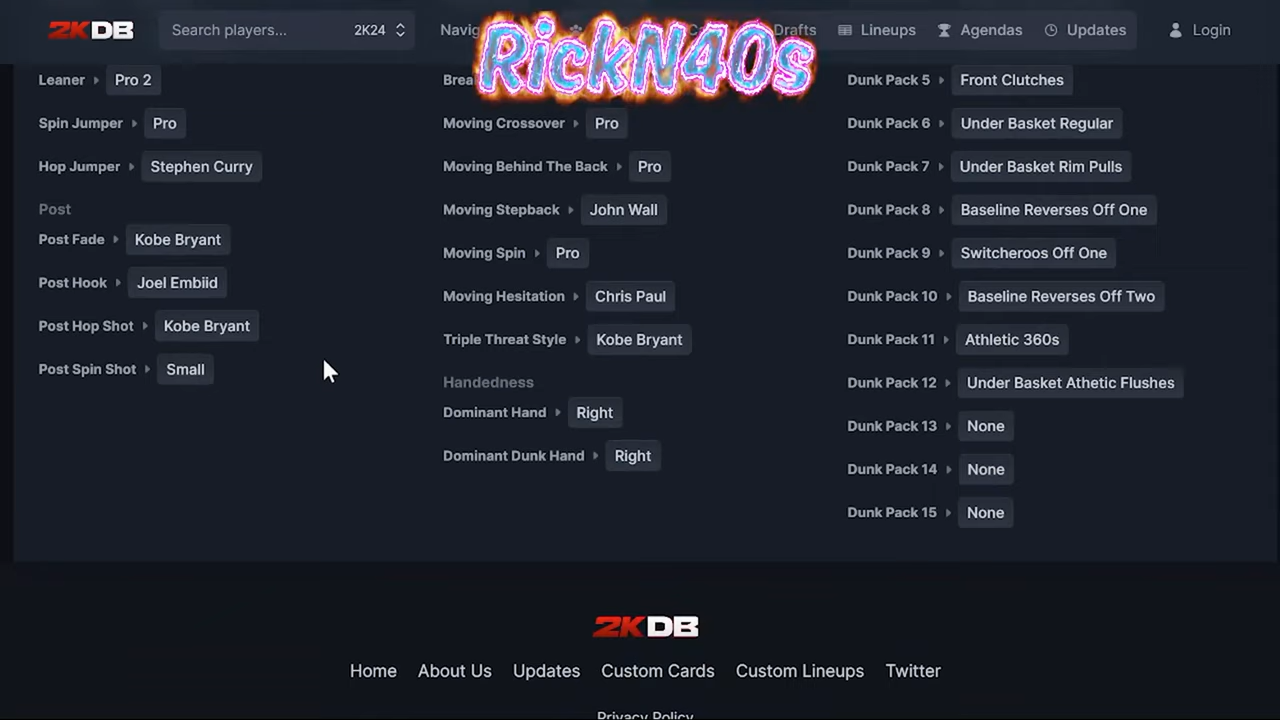 2KDB
Search players...
2K24
Navig
RickN40s
Drafts
Lineups
Agendas
Updates
Login
Leaner
Pro 2
Spin Jumper
Pro
Hop Jumper
Stephen Curry
Post
Post Fade
Kobe Bryant
Post Hook
Joel Embiid
Post Hop Shot
Kobe Bryant
Post Spin Shot
Small
Brea
Moving Crossover
Pro
Moving Behind The Back
Pro
Moving Stepback
John Wall
Moving Spin
Pro
Moving Hesitation
Chris Paul
Triple Threat Style
Kobe Bryant
Handedness
Dominant Hand
Right
Dominant Dunk Hand
Right
Dunk Pack 5
Front Clutches
Dunk Pack 6
Under Basket Regular
Dunk Pack 7
Under Basket Rim Pulls
Dunk Pack 8
Baseline Reverses Off One
Dunk Pack 9
Switcheroos Off One
Dunk Pack 10
Baseline Reverses Off Two
Dunk Pack 11
Athletic 360s
Dunk Pack 12
Under Basket Athetic Flushes
Dunk Pack 13
None
Dunk Pack 14
None
Dunk Pack 15
None
2KDB
Home
About Us
Updates
Custom Cards
Custom Lineups
Twitter
Privacy Policy